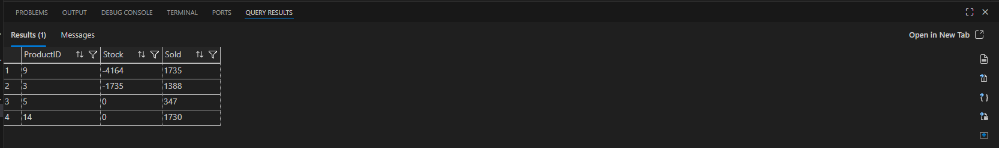 PROBLEMS OUTPUT DEBUG CONSOLE TERMINAL PORTS QUERY RESULTS
Results (1) Messages Open in New Tab
ProductID Stock Sold
1 9 -4164 1735
2 3 -1735 1388
3 5 0 347
4 14 0 1730